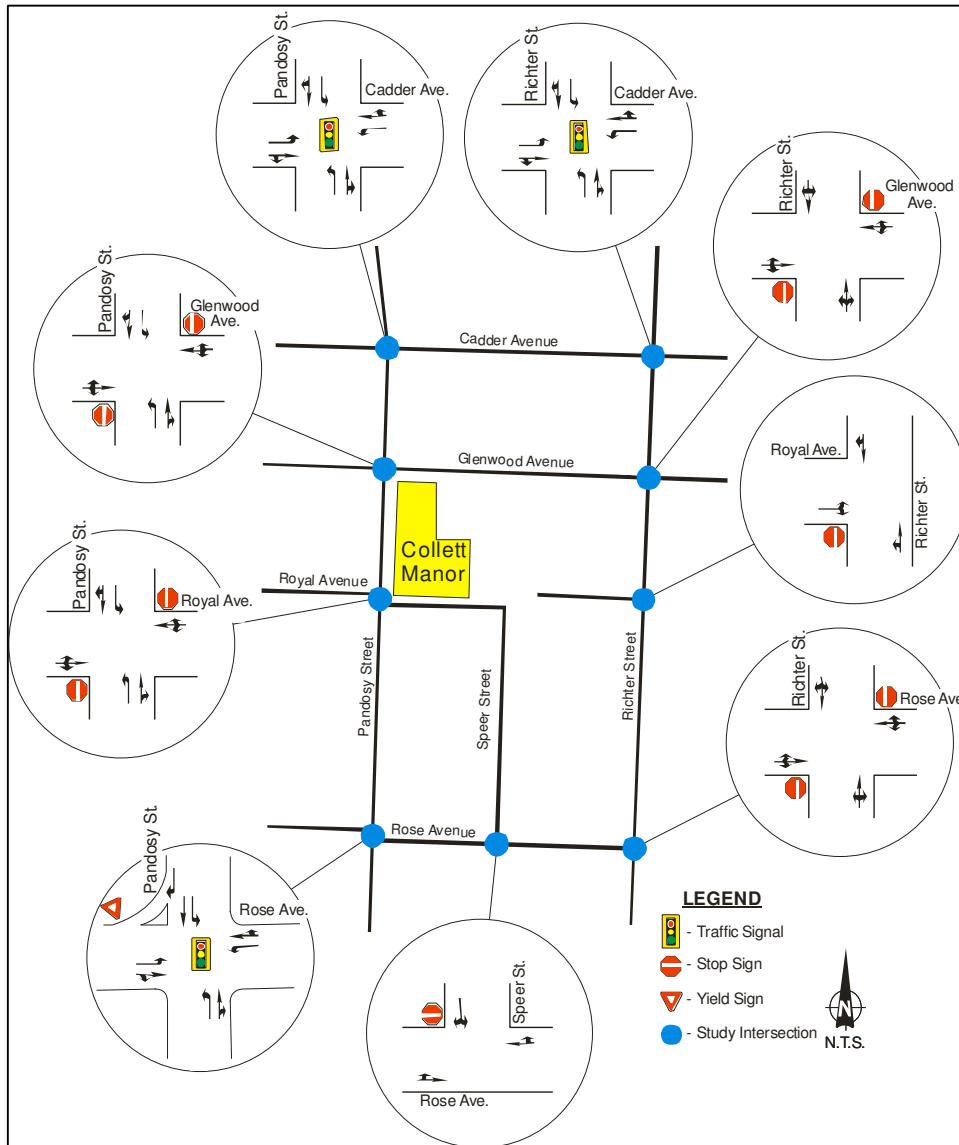 Pandosy St.
Cadder Ave.
Richter St.
Cadder Ave.
Richter St.
Glenwood
Ave.
Pandosy St.
Glenwood
Ave.
Cadder Avenue
Glenwood Avenue
Royal Ave.
Richter St.
Collett
Manor
Royal Avenue
Pandosy St.
Royal Ave.
Pandosy Street
Speer Street
Richter Street
Richter St.
Rose Ave
Rose Avenue
Pandosy St.
Rose Ave.
Speer St.
Rose Ave.
LEGEND
- Traffic Signal
- Stop Sign
- Yield Sign
- Study Intersection
N
N.T.S.